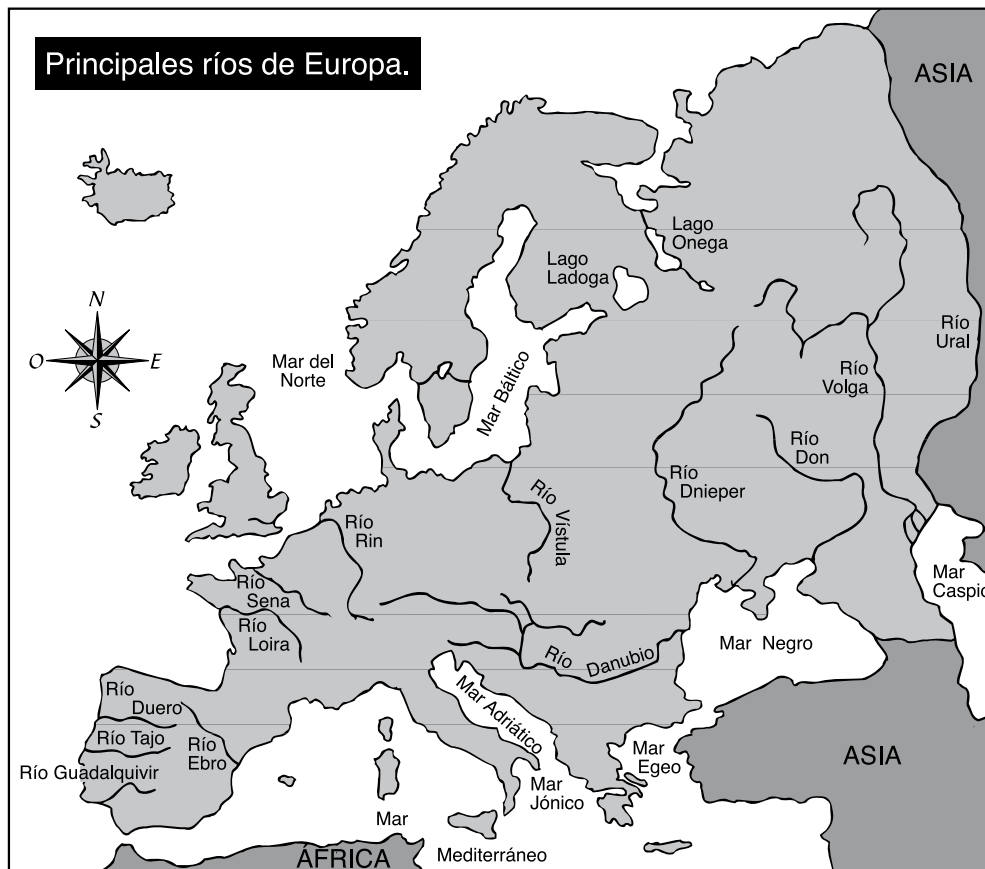 Principales ríos de Europa.
ASIA
Lago
Onega
Lago
Ladoga
N
O
E
S
Mar del
Norte
Mar Báltico
Río
Ural
Río
Volga
Río
Don
Río
Dnieper
Río
Vístula
Río
Rin
Río
Sena
Río
Loira
Mar
Caspio
Mar Negro
Río Danubio
Río
Duero
Río Tajo
Río
Ebro
Río Guadalquivir
Mar Adriático
Mar
Egeo
Mar
Jónico
ASIA
Mar
Mediterráneo
ÁFRICA